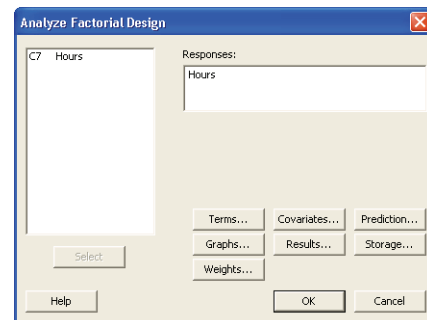 Analyze Factorial Design
C7 Hours
Responses:
Hours
Terms... Covariates... Prediction...
Graphs... Results... Storage...
Select
Weights...
Help OK Cancel